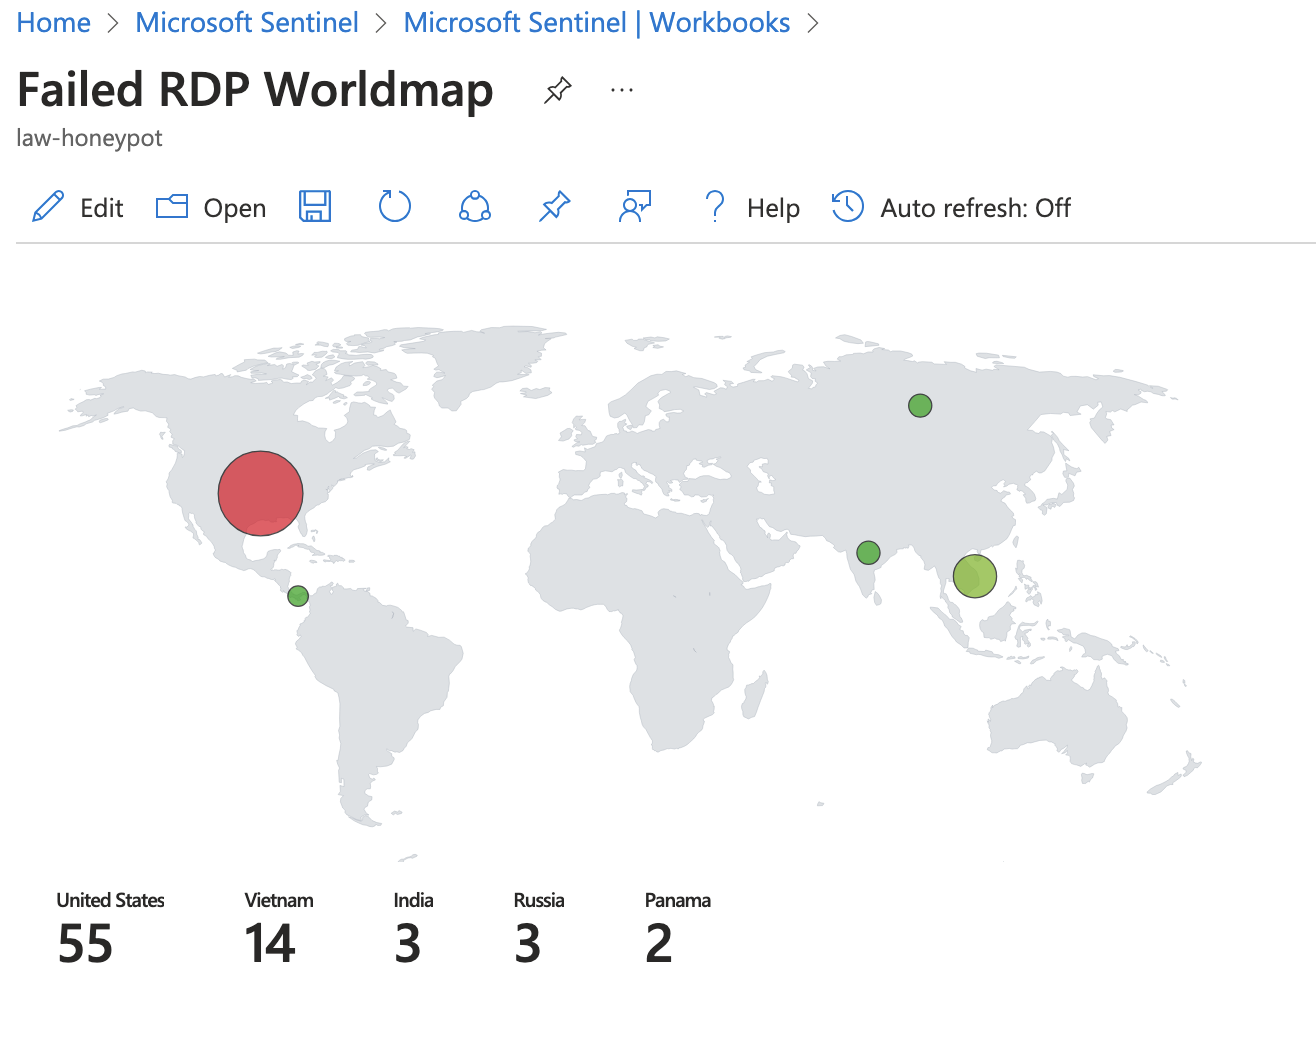 Home > Microsoft Sentinel > Microsoft Sentinel | Workbooks >
Failed RDP Worldmap ...
law-honeypot
Edit Open Help Auto refresh: Off
United States Vietnam India Russia Panama
55 14 3 3 2